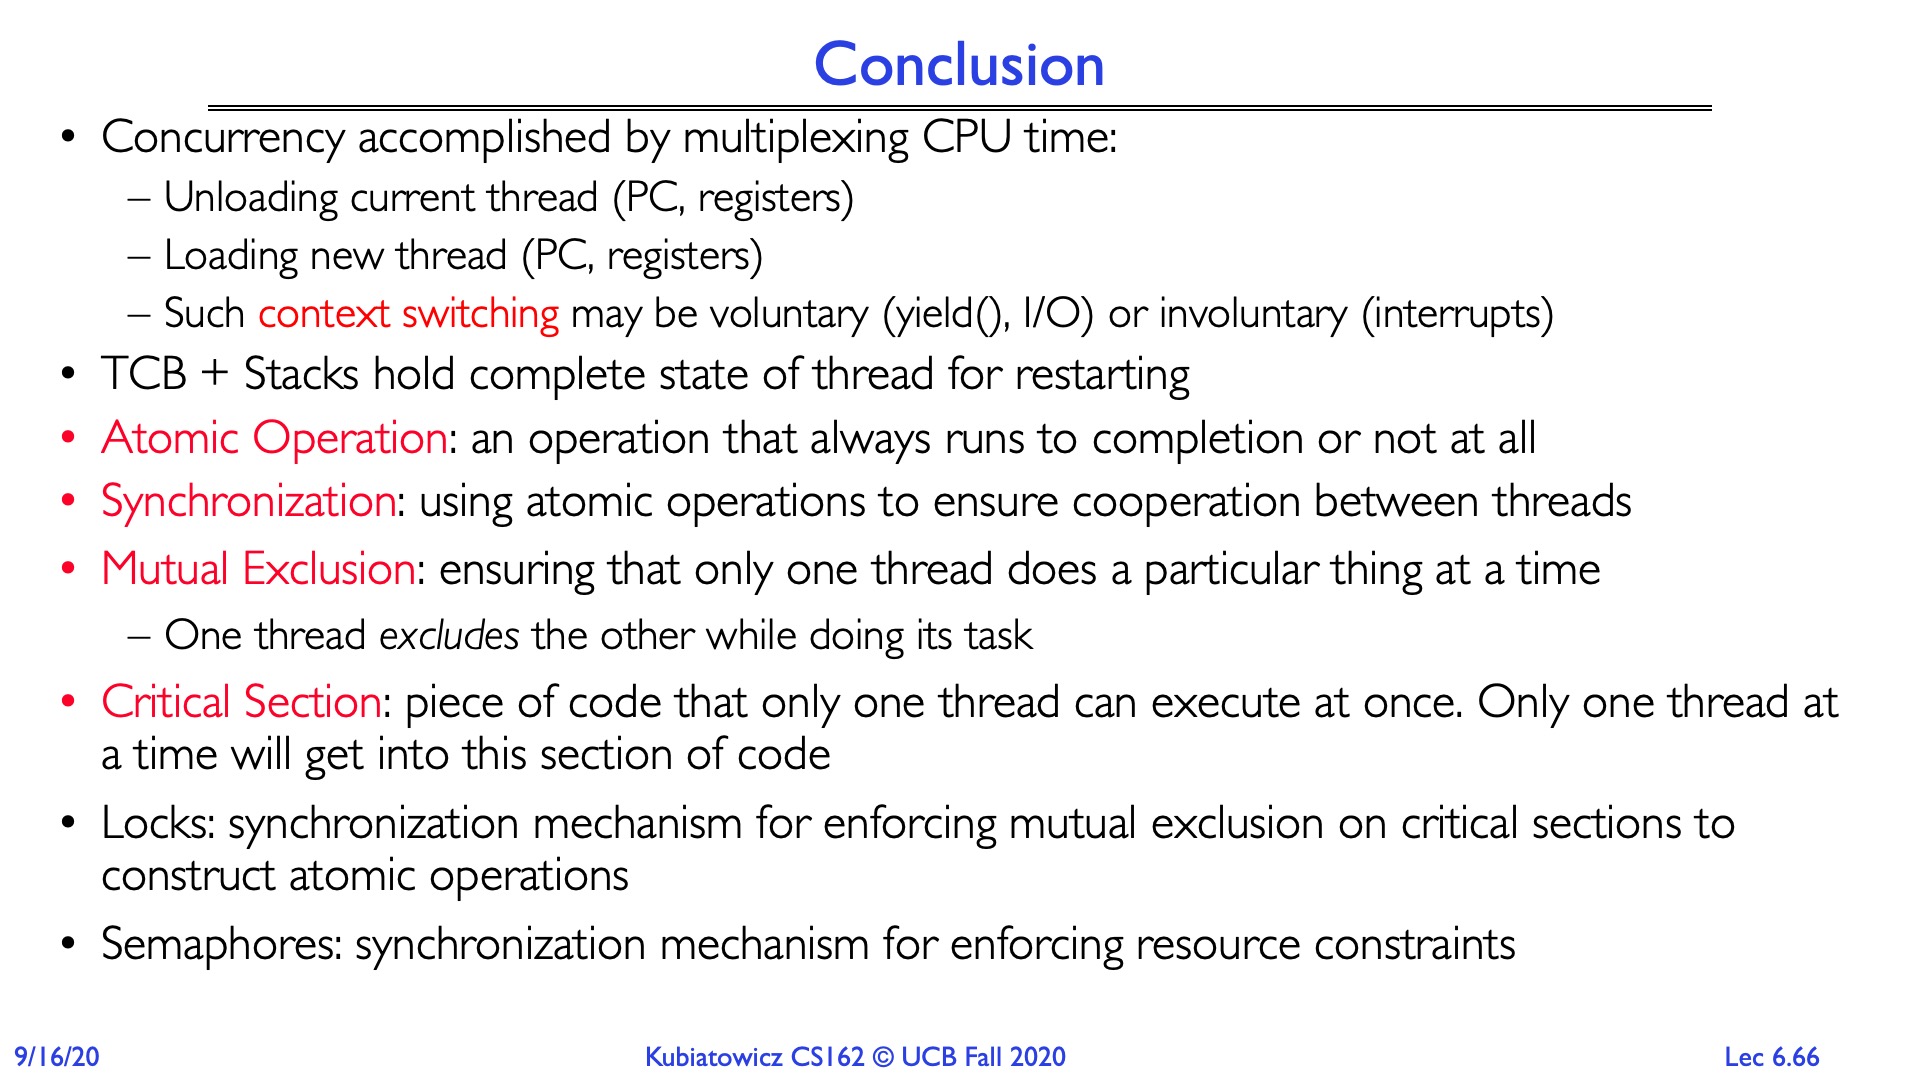 Conclusion
• Concurrency accomplished by multiplexing CPU time:
– Unloading current thread (PC, registers)
– Loading new thread (PC, registers)
– Such context switching may be voluntary (yield(), I/O) or involuntary (interrupts)
• TCB + Stacks hold complete state of thread for restarting
• Atomic Operation: an operation that always runs to completion or not at all
• Synchronization: using atomic operations to ensure cooperation between threads
• Mutual Exclusion: ensuring that only one thread does a particular thing at a time
– One thread excludes the other while doing its task
• Critical Section: piece of code that only one thread can execute at once. Only one thread at
a time will get into this section of code
• Locks: synchronization mechanism for enforcing mutual exclusion on critical sections to
construct atomic operations
• Semaphores: synchronization mechanism for enforcing resource constraints
9/16/20
Kubiatowicz CS162 © UCB Fall 2020
Lec 6.66